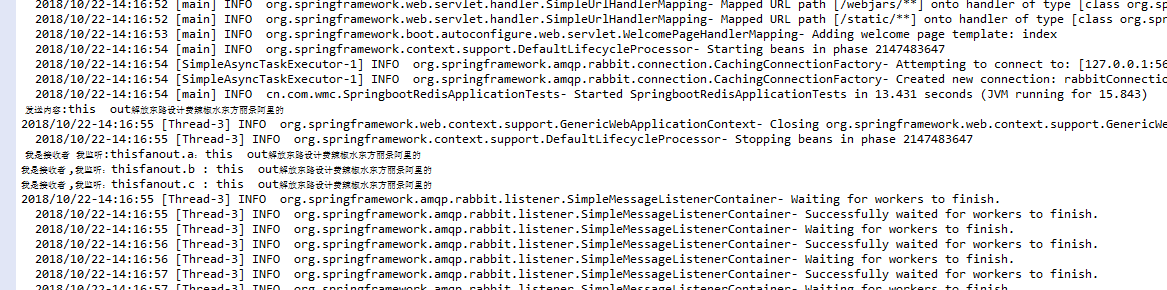 2018/10/22-14:16:52 [main] INFO  org.springframework.web.servlet.handler.SimpleUrlHandlerMapping- Mapped URL path [/webjars/**] onto handler of type [class org.sp
2018/10/22-14:16:52 [main] INFO  org.springframework.web.servlet.handler.SimpleUrlHandlerMapping- Mapped URL path [/static/**] onto handler of type [class org.spr
2018/10/22-14:16:53 [main] INFO  org.springframework.boot.autoconfigure.web.servlet.WelcomePageHandlerMapping- Adding welcome page template: index
2018/10/22-14:16:54 [main] INFO  org.springframework.context.support.DefaultLifecycleProcessor- Starting beans in phase 2147483647
2018/10/22-14:16:54 [SimpleAsyncTaskExecutor-1] INFO  org.springframework.amqp.rabbit.connection.CachingConnectionFactory- Attempting to connect to: [127.0.0.1:56
2018/10/22-14:16:54 [SimpleAsyncTaskExecutor-1] INFO  org.springframework.amqp.rabbit.connection.CachingConnectionFactory- Created new connection: rabbitConnectio
2018/10/22-14:16:54 [main] INFO  cn.com.wmc.SpringbootRedisApplicationTests- Started SpringbootRedisApplicationTests in 13.431 seconds (JVM running for 15.843)
发送内容:this  out解放东路设计费辣椒水东方丽景阿里的
2018/10/22-14:16:55 [Thread-3] INFO  org.springframework.web.context.support.GenericWebApplicationContext- Closing org.springframework.web.context.support.GenericWe
2018/10/22-14:16:55 [Thread-3] INFO  org.springframework.context.support.DefaultLifecycleProcessor- Stopping beans in phase 2147483647
我是接收者 我监听:thisfanout.a：this  out解放东路设计费辣椒水东方丽景阿里的
我是接收者,我监听：thisfanout.b : this  out解放东路设计费辣椒水东方丽景阿里的
我是接收者,我监听：thisfanout.c : this  out解放东路设计费辣椒水东方丽景阿里的
2018/10/22-14:16:55 [Thread-3] INFO  org.springframework.amqp.rabbit.listener.SimpleMessageListenerContainer- Waiting for workers to finish.
2018/10/22-14:16:55 [Thread-3] INFO  org.springframework.amqp.rabbit.listener.SimpleMessageListenerContainer- Successfully waited for workers to finish.
2018/10/22-14:16:55 [Thread-3] INFO  org.springframework.amqp.rabbit.listener.SimpleMessageListenerContainer- Waiting for workers to finish.
2018/10/22-14:16:56 [Thread-3] INFO  org.springframework.amqp.rabbit.listener.SimpleMessageListenerContainer- Successfully waited for workers to finish.
2018/10/22-14:16:56 [Thread-3] INFO  org.springframework.amqp.rabbit.listener.SimpleMessageListenerContainer- Waiting for workers to finish.
2018/10/22-14:16:57 [Thread-3] INFO  org.springframework.amqp.rabbit.listener.SimpleMessageListenerContainer- Successfully waited for workers to finish.
2018/10/22-14:16:57 [Thread-3] INFO  org.springframework.amqp.rabbit.listener.SimpleMessageListenerContainer- Waiting for workers to finish.